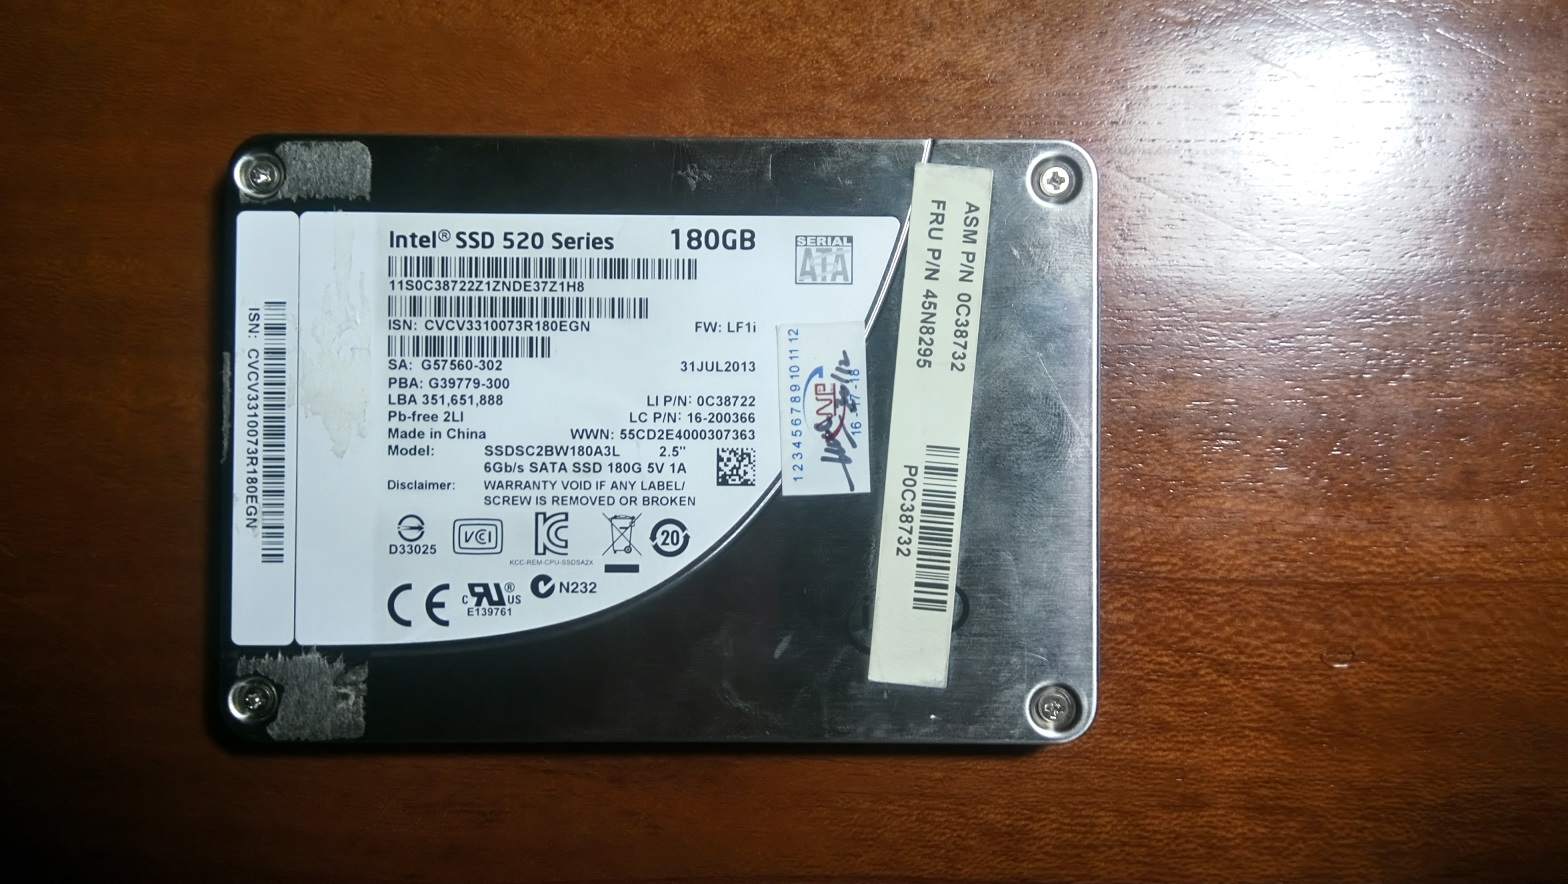 Intel® SSD 520 Series 180GB
SERIAL
ATA
11S0C38722Z1ZNDE37Z1H8
ISN: CVCV3310073R180EGN FW: LF1i
SA: G57560-302 31JUL2013
PBA: G39779-300
LBA 351,651,888 LI P/N: 0C38722
Pb-free 2LI LC P/N: 16-200366
Made in China WWN: 55CD2E4000307363
Model: SSDSC2BW180A3L 2.5"
6Gb/s SATA SSD 180G 5V 1A
Disclaimer: WARRANTY VOID IF ANY LABEL/
SCREW IS REMOVED OR BROKEN
D33025 VCI 20
KCC-REM-CPU-SSDSA2X
CE C UL ® US N232
E139761
ISN: CVCV3310073R180EGN
1 2 3 4 5 6 7 8 9 10 11 12
ASM P/N 0C38732
FRU P/N 45N8295
P0C38732